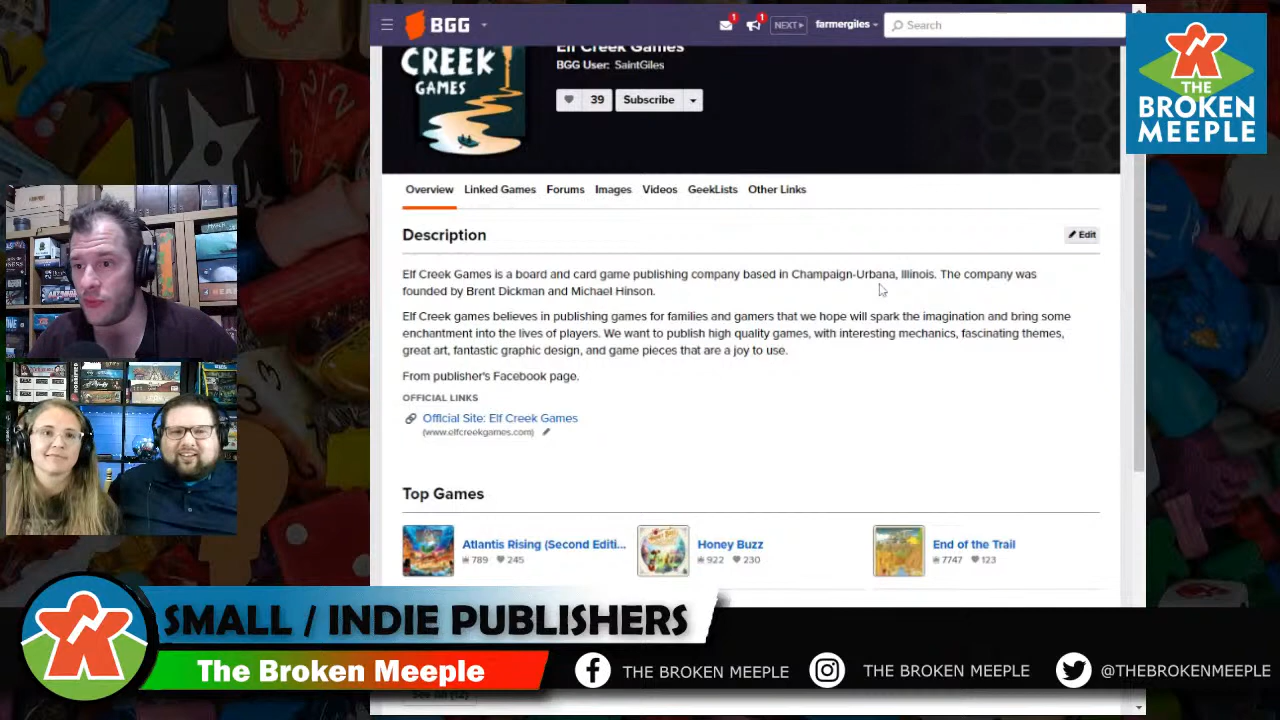 BGG
1
1
NEXT
farmergiles
Search
Elf Creek Games
CREEK
GAMES
BGG User: SaintGiles
39
Subscribe
THE
BROKEN
MEEPLE
Overview
Linked Games
Forums
Images
Videos
GeekLists
Other Links
Description
Edit
Elf Creek Games is a board and card game publishing company based in Champaign-Urbana, Illinois. The company was
founded by Brent Dickman and Michael Hinson.
Elf Creek games believes in publishing games for families and gamers that we hope will spark the imagination and bring some
enchantment into the lives of players. We want to publish high quality games, with interesting mechanics, fascinating themes,
great art, fantastic graphic design, and game pieces that are a joy to use.
From publisher's Facebook page.
OFFICIAL LINKS
Official Site: Elf Creek Games
(www.elfcreekgames.com)
Top Games
Atlantis Rising (Second Editi...
789 245
Honey Buzz
922 230
End of the Trail
7747 123
SMALL / INDIE PUBLISHERS
The Broken Meeple
THE BROKEN MEEPLE
THE BROKEN MEEPLE
@THEBROKENMEEPLE